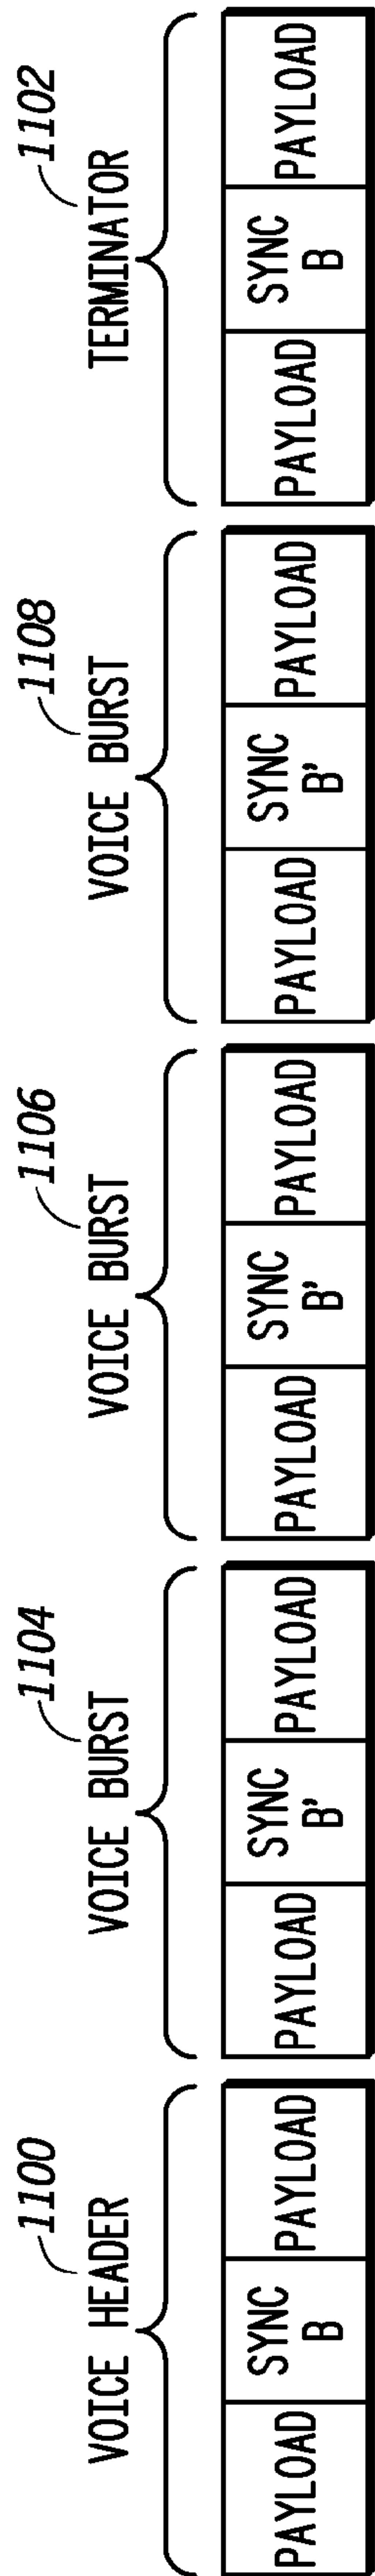 1100
VOICE HEADER
PAYLOAD
SYNC
B
PAYLOAD
1104
VOICE BURST
PAYLOAD
SYNC
B'
PAYLOAD
1106
VOICE BURST
PAYLOAD
SYNC
B'
PAYLOAD
1108
VOICE BURST
PAYLOAD
SYNC
B'
PAYLOAD
1102
TERMINATOR
PAYLOAD
SYNC
B
PAYLOAD